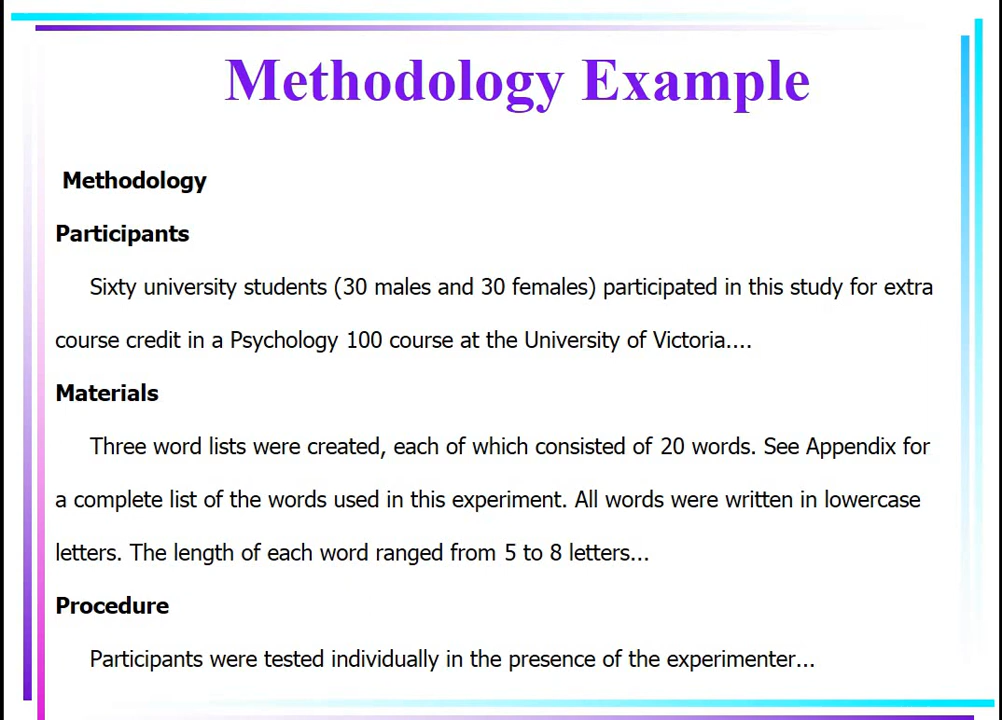 Methodology Example
Methodology
Participants
Sixty university students (30 males and 30 females) participated in this study for extra
course credit in a Psychology 100 course at the University of Victoria....
Materials
Three word lists were created, each of which consisted of 20 words. See Appendix for
a complete list of the words used in this experiment. All words were written in lowercase
letters. The length of each word ranged from 5 to 8 letters...
Procedure
Participants were tested individually in the presence of the experimenter...